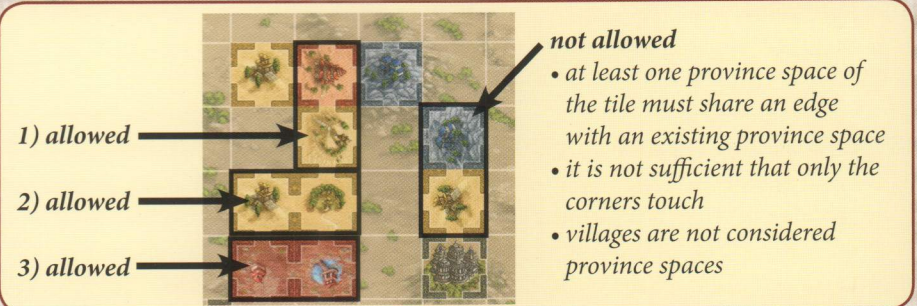 1) allowed
2) allowed
3) allowed
not allowed
• at least one province space of
the tile must share an edge
with an existing province space
• it is not sufficient that only the
corners touch
• villages are not considered
province spaces